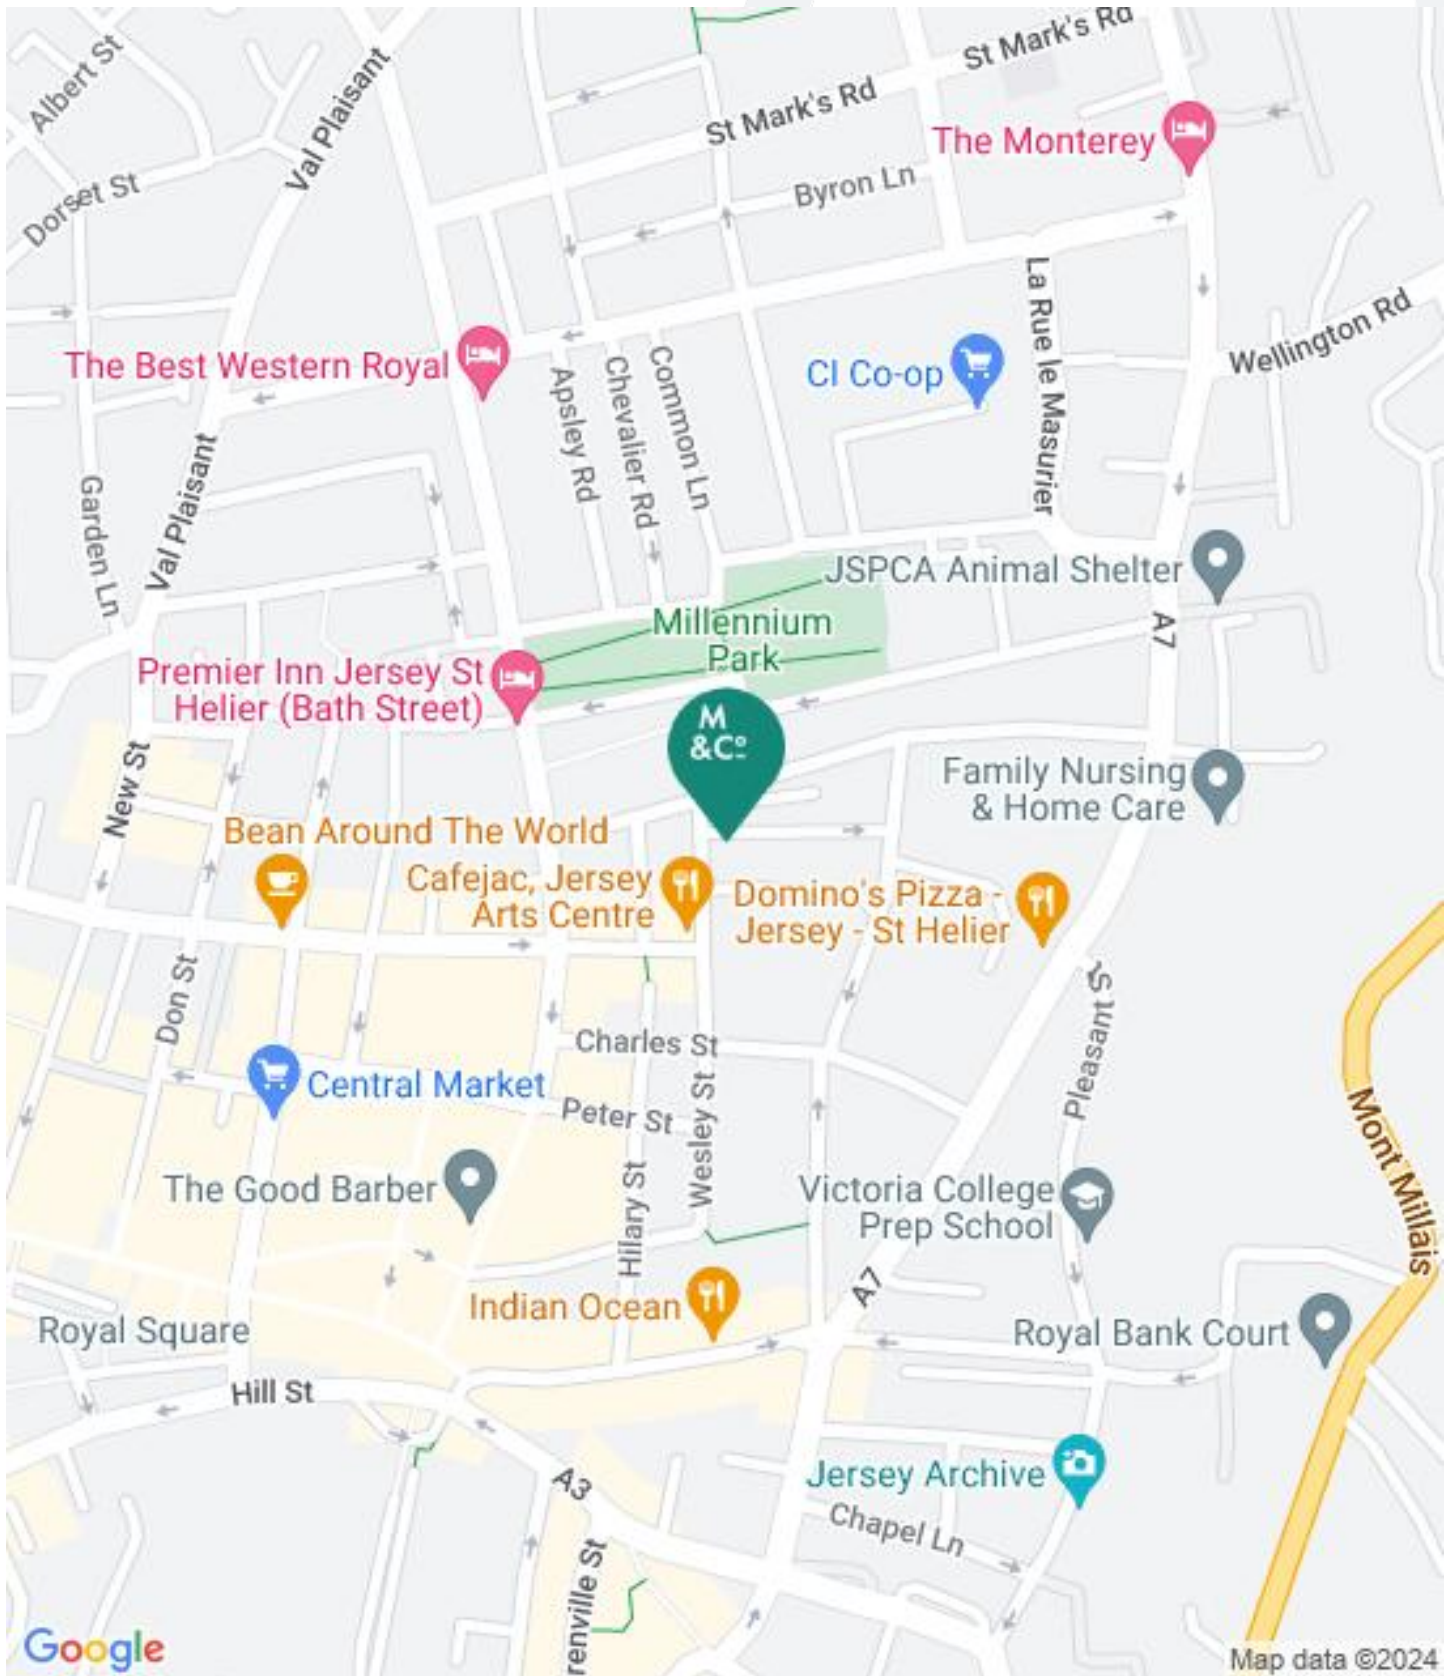 St Mark's Rd
Albert St
Val Plaisant
St Mark's Rd
The Monterey
Byron Ln
Dorset St
La Rue le Masurier
Wellington Rd
The Best Western Royal
CI Co-op
Apsley Rd
Chevalier Rd
Common Ln
Garden Ln
Val Plaisant
JSPCA Animal Shelter
Millennium
Park
A7
Premier Inn Jersey St
Helier (Bath Street)
M
&Co
New St
Family Nursing
& Home Care
Bean Around The World
Cafejac, Jersey
Arts Centre
Domino's Pizza -
Jersey - St Helier
Don St
Pleasant St
Charles St
Central Market
Peter St
Wesley St
Mont Millais
The Good Barber
Hilary St
Victoria College
Prep School
A7
Indian Ocean
Royal Square
Royal Bank Court
Hill St
A3
Jersey Archive
Chapel Ln
renville St
Google
Map data ©2024